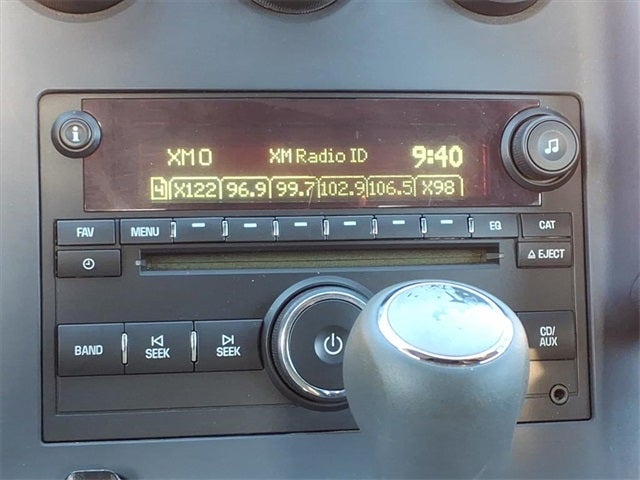 XM0 XM Radio ID 9:40
4 X122 96.9 99.7 102.9 106.5 X98
FAV MENU EQ CAT
EJECT
BAND SEEK SEEK CD/
AUX